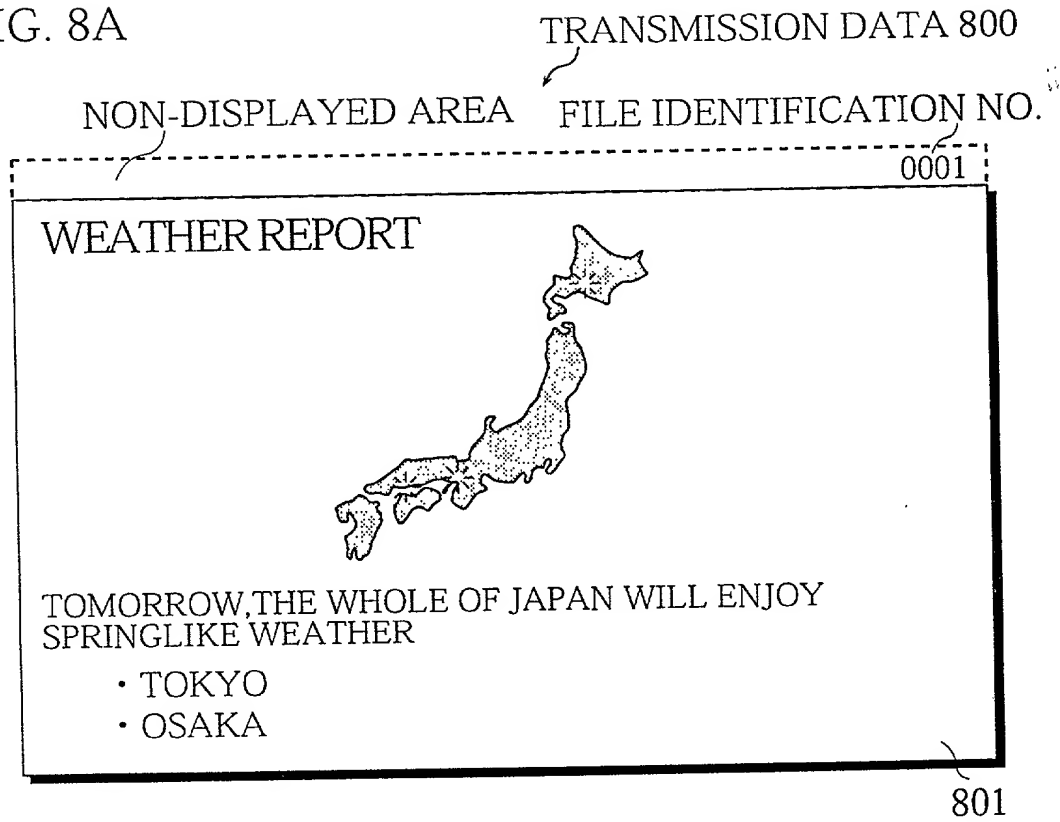 IG. 8A
TRANSMISSION DATA 800
NON-DISPLAYED AREA
FILE IDENTIFICATION NO.
0001
WEATHER REPORT
TOMORROW,THE WHOLE OF JAPAN WILL ENJOY
SPRINGLIKE WEATHER
・TOKYO
・OSAKA
801